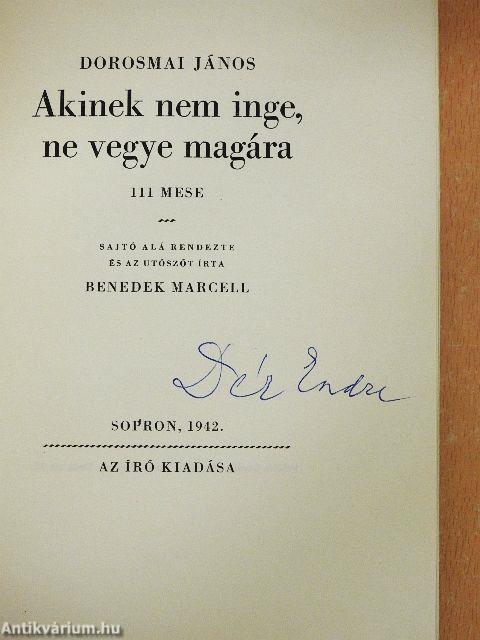 DOROSMAI JÁNOS
Akinek nem inge,
ne vegye magára
111 MESE
SAJTÓ ALÁ RENDEZTE
ÉS AZ UTÓSZÓT ÍRTA
BENEDEK MARCELL
Dér Endre
SOPRON, 1942.
AZ ÍRÓ KIADÁSA
Antikvárium.hu